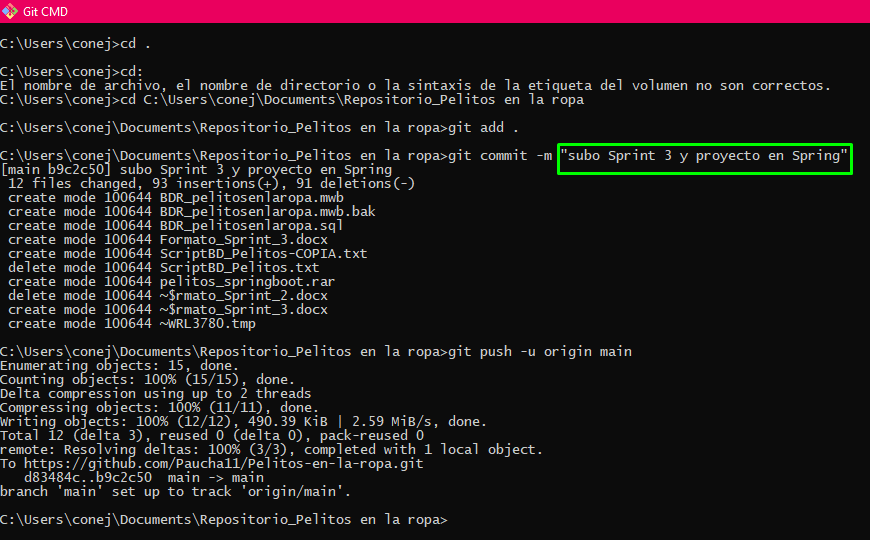 Git CMD
C:\Users\conej>cd .
C:\Users\conej>cd:
El nombre de archivo, el nombre de directorio o la sintaxis de la etiqueta del volumen no son correctos.
C:\Users\conej>cd C:\Users\conej\Documents\Repositorio_Pelitos en la ropa
C:\Users\conej\Documents\Repositorio_Pelitos en la ropa>git add .
C:\Users\conej\Documents\Repositorio_Pelitos en la ropa>git commit -m "subo Sprint 3 y proyecto en Spring"
[main b9c2c50] subo Sprint 3 y proyecto en Spring
 12 files changed, 93 insertions(+), 91 deletions(-)
 create mode 100644 BDR_pelitosenlaropa.mwb
 create mode 100644 BDR_pelitosenlaropa.mwb.bak
 create mode 100644 BDR_pelitosenlaropa.sql
 create mode 100644 Formato_Sprint_3.docx
 create mode 100644 ScriptBD_Pelitos-COPIA.txt
 delete mode 100644 ScriptBD_Pelitos.txt
 create mode 100644 pelitos_springboot.rar
 delete mode 100644 ~$rmato_Sprint_2.docx
 create mode 100644 ~$rmato_Sprint_3.docx
 create mode 100644 ~WRL3780.tmp
C:\Users\conej\Documents\Repositorio_Pelitos en la ropa>git push -u origin main
Enumerating objects: 15, done.
Counting objects: 100% (15/15), done.
Delta compression using up to 2 threads
Compressing objects: 100% (11/11), done.
Writing objects: 100% (12/12), 490.39 KiB | 2.59 MiB/s, done.
Total 12 (delta 3), reused 0 (delta 0), pack-reused 0
remote: Resolving deltas: 100% (3/3), completed with 1 local object.
To https://github.com/Paucha11/Pelitos-en-la-ropa.git
   d83484c..b9c2c50  main -> main
branch 'main' set up to track 'origin/main'.
C:\Users\conej\Documents\Repositorio_Pelitos en la ropa>